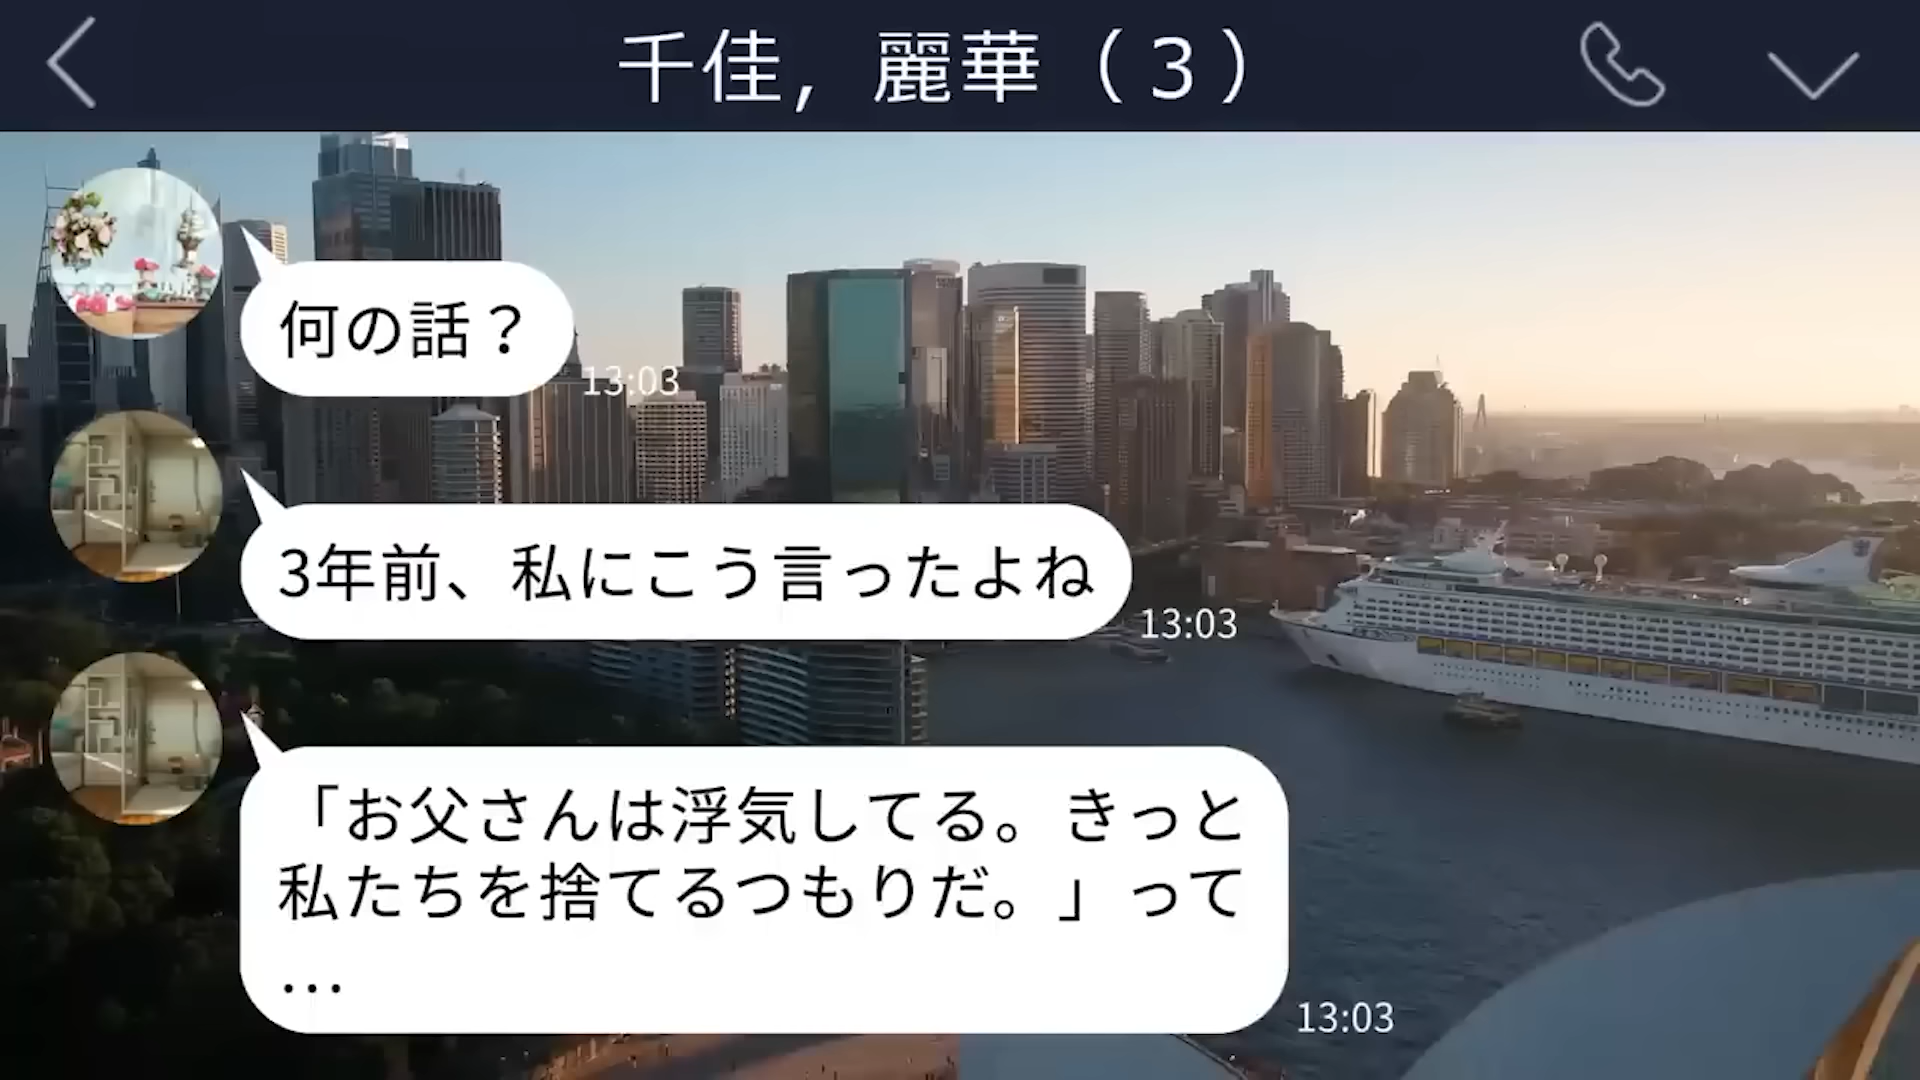 千佳，麗華（３）
何の話？
13:03
3年前、私にこう言ったよね
13:03
「お父さんは浮気してる。きっと
私たちを捨てるつもりだ。」って
…
13:03